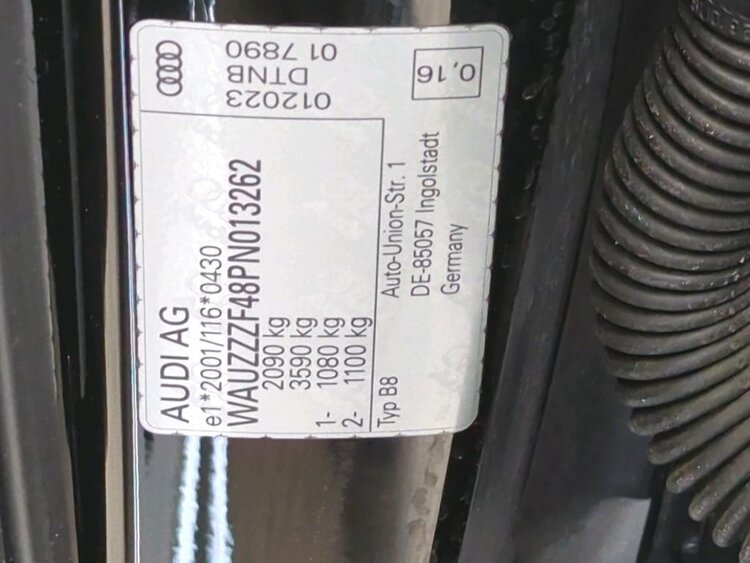 AUDI AG
e1*2001/116*0430
WAUZZZF48PN013262
2090 kg
3590 kg
1- 1080 kg
2- 1100 kg
Typ B8
Auto-Union-Str. 1
DE-85057 Ingolstadt
Germany
012023
DTNB
01 7890
0,16